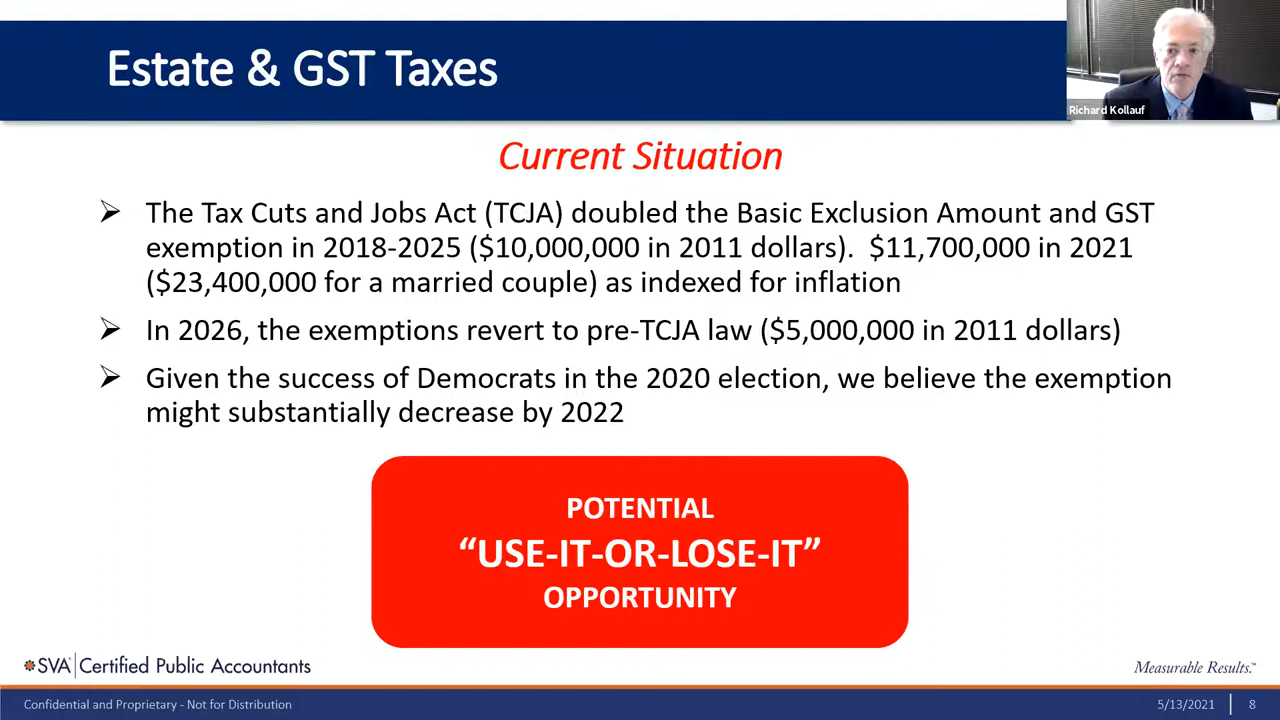 Estate & GST Taxes
Richard Kollauf
Current Situation
➢ The Tax Cuts and Jobs Act (TCJA) doubled the Basic Exclusion Amount and GST
exemption in 2018-2025 ($10,000,000 in 2011 dollars). $11,700,000 in 2021
($23,400,000 for a married couple) as indexed for inflation
➢ In 2026, the exemptions revert to pre-TCJA law ($5,000,000 in 2011 dollars)
➢ Given the success of Democrats in the 2020 election, we believe the exemption
might substantially decrease by 2022
POTENTIAL
“USE-IT-OR-LOSE-IT”
OPPORTUNITY
SVA Certified Public Accountants
Measurable Results.™
Confidential and Proprietary - Not for Distribution
5/13/2021 8